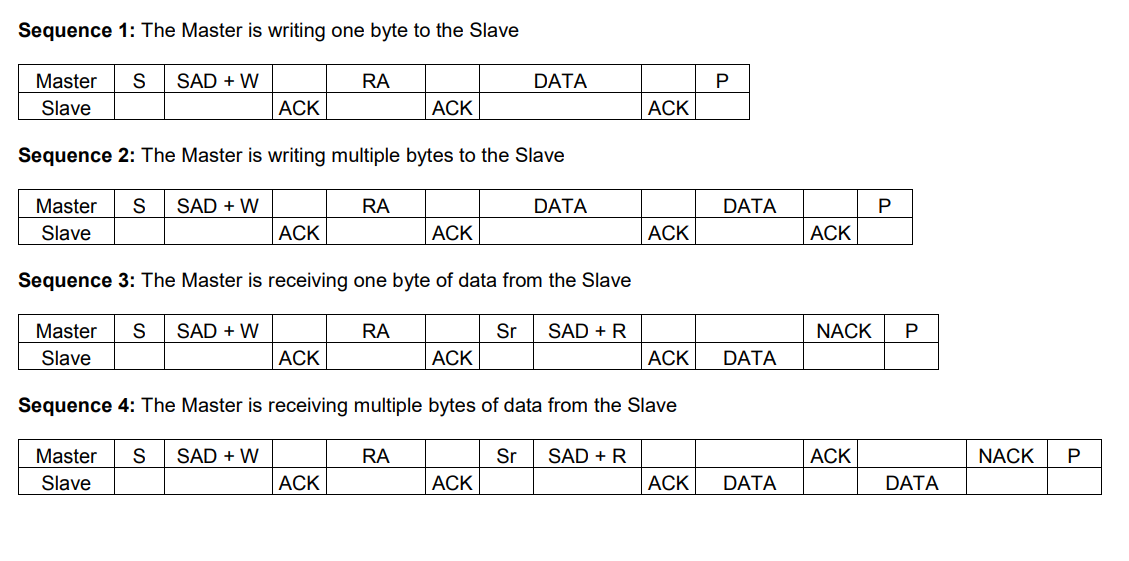 Sequence 1: The Master is writing one byte to the Slave
Master S SAD + W RA DATA P
Slave ACK ACK ACK
Sequence 2: The Master is writing multiple bytes to the Slave
Master S SAD + W RA DATA DATA P
Slave ACK ACK ACK ACK
Sequence 3: The Master is receiving one byte of data from the Slave
Master S SAD + W RA Sr SAD + R NACK P
Slave ACK ACK ACK DATA
Sequence 4: The Master is receiving multiple bytes of data from the Slave
Master S SAD + W RA Sr SAD + R ACK NACK P
Slave ACK ACK ACK DATA DATA